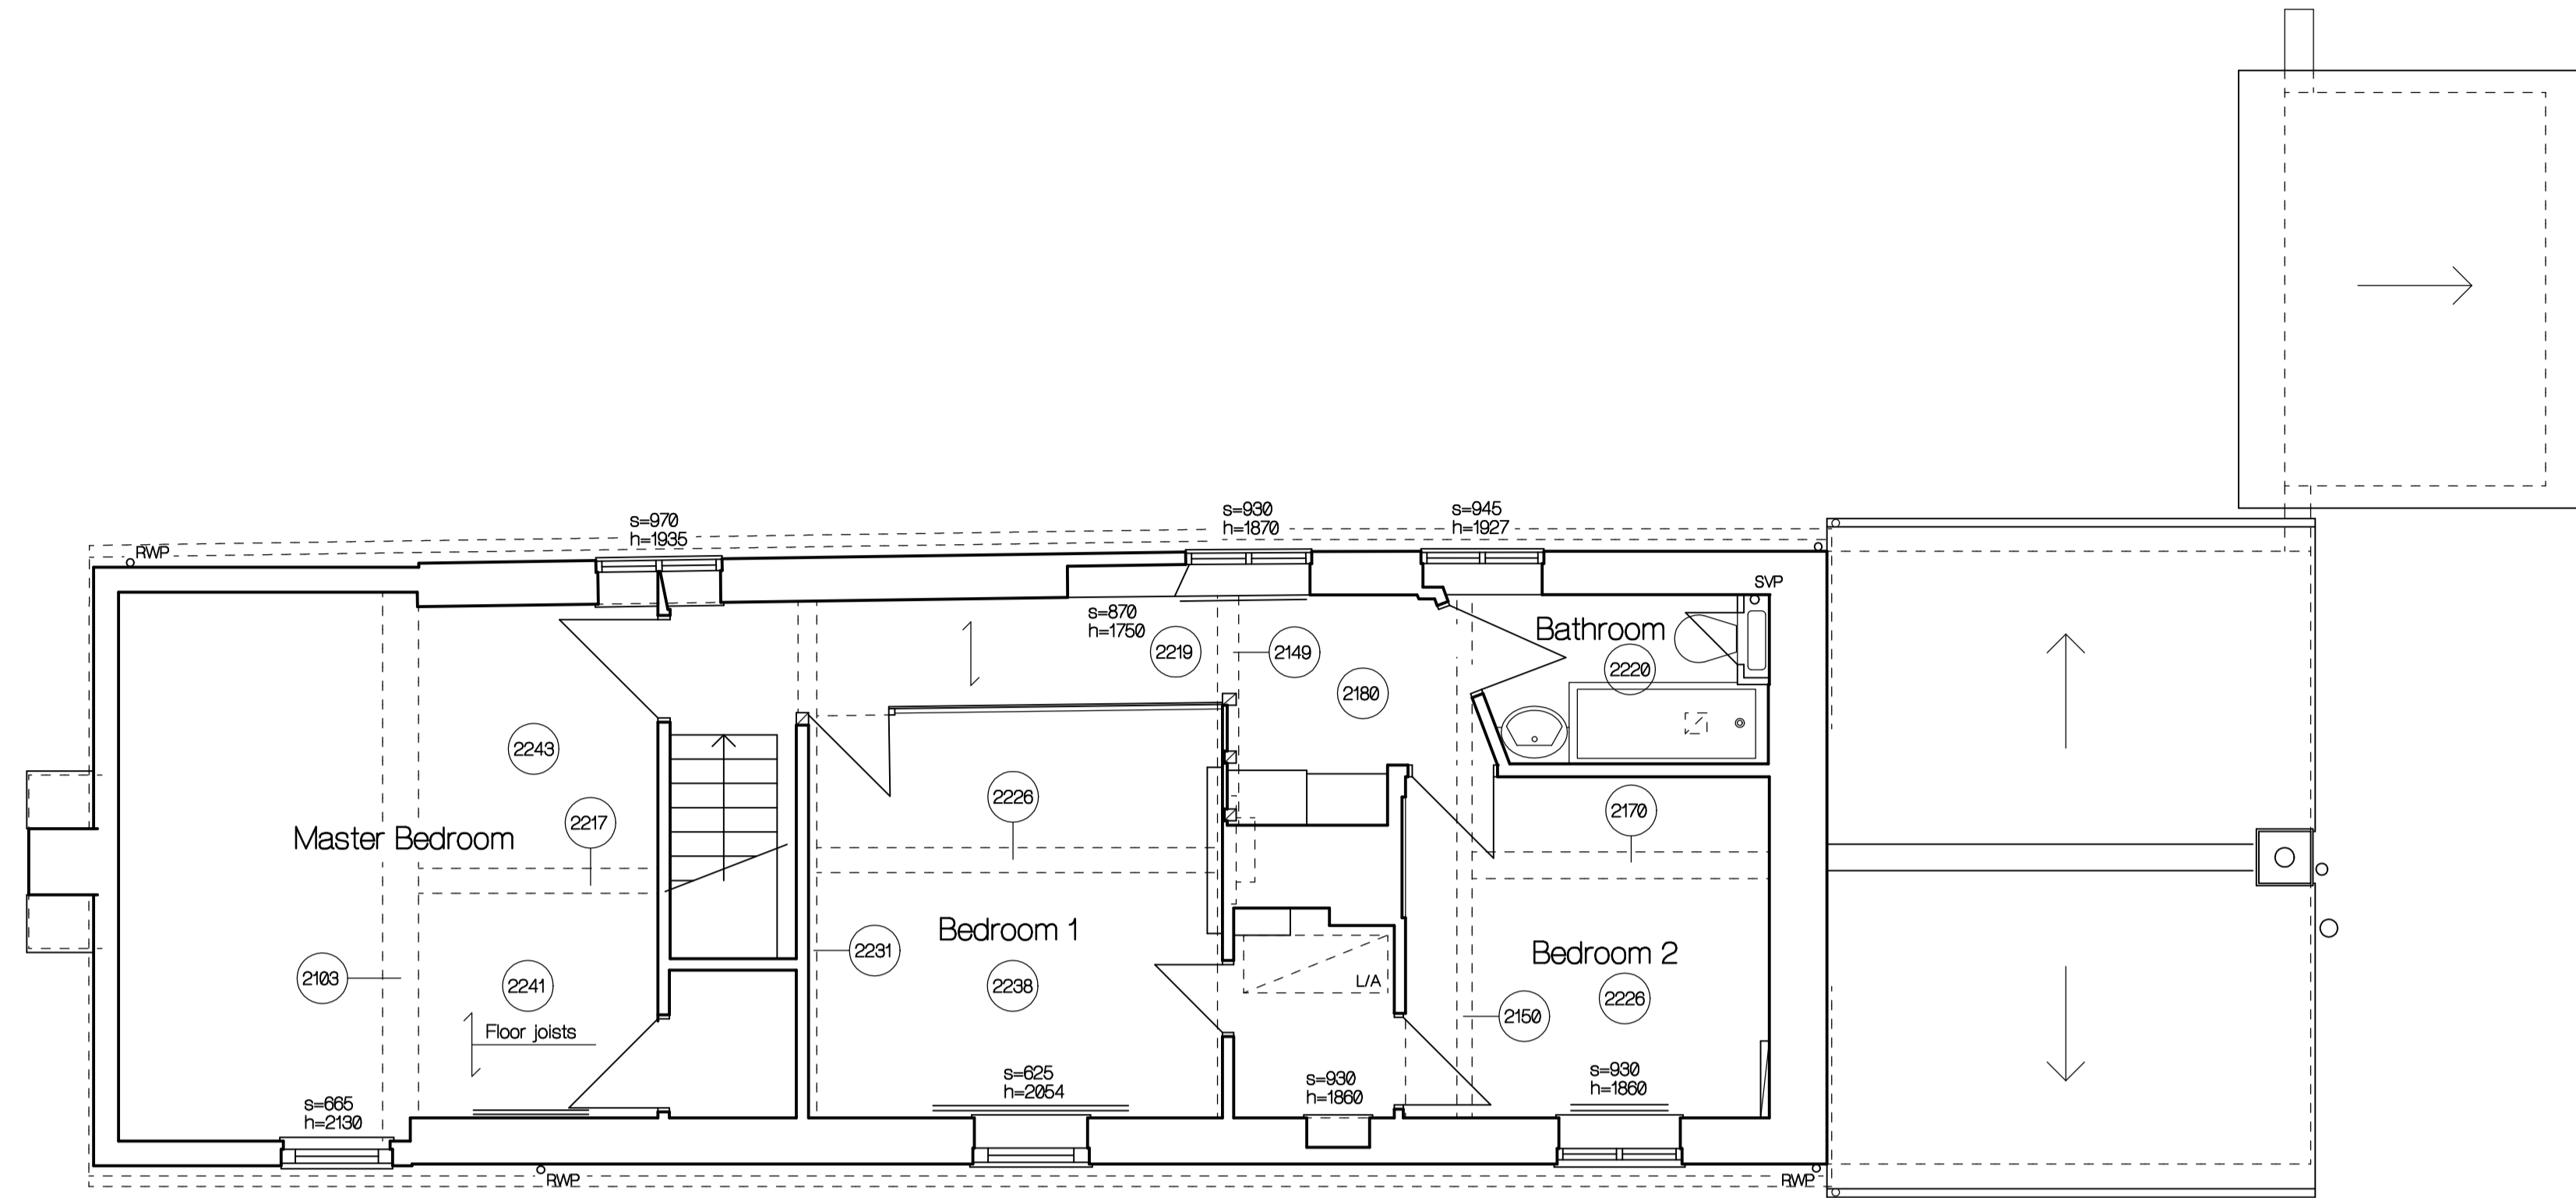 s=970
h=1935
s=930
h=1870
s=945
h=1927
RWP
SVP
s=870
h=1750
Bathroom
2219
2149
2220
2180
2243
2226
2170
2217
Master Bedroom
Bedroom 1
Bedroom 2
2231
2103
2241
2238
L/A
2226
2150
Floor joists
s=665
h=2130
s=625
h=2054
s=930
h=1860
s=930
h=1860
RWP
RWP